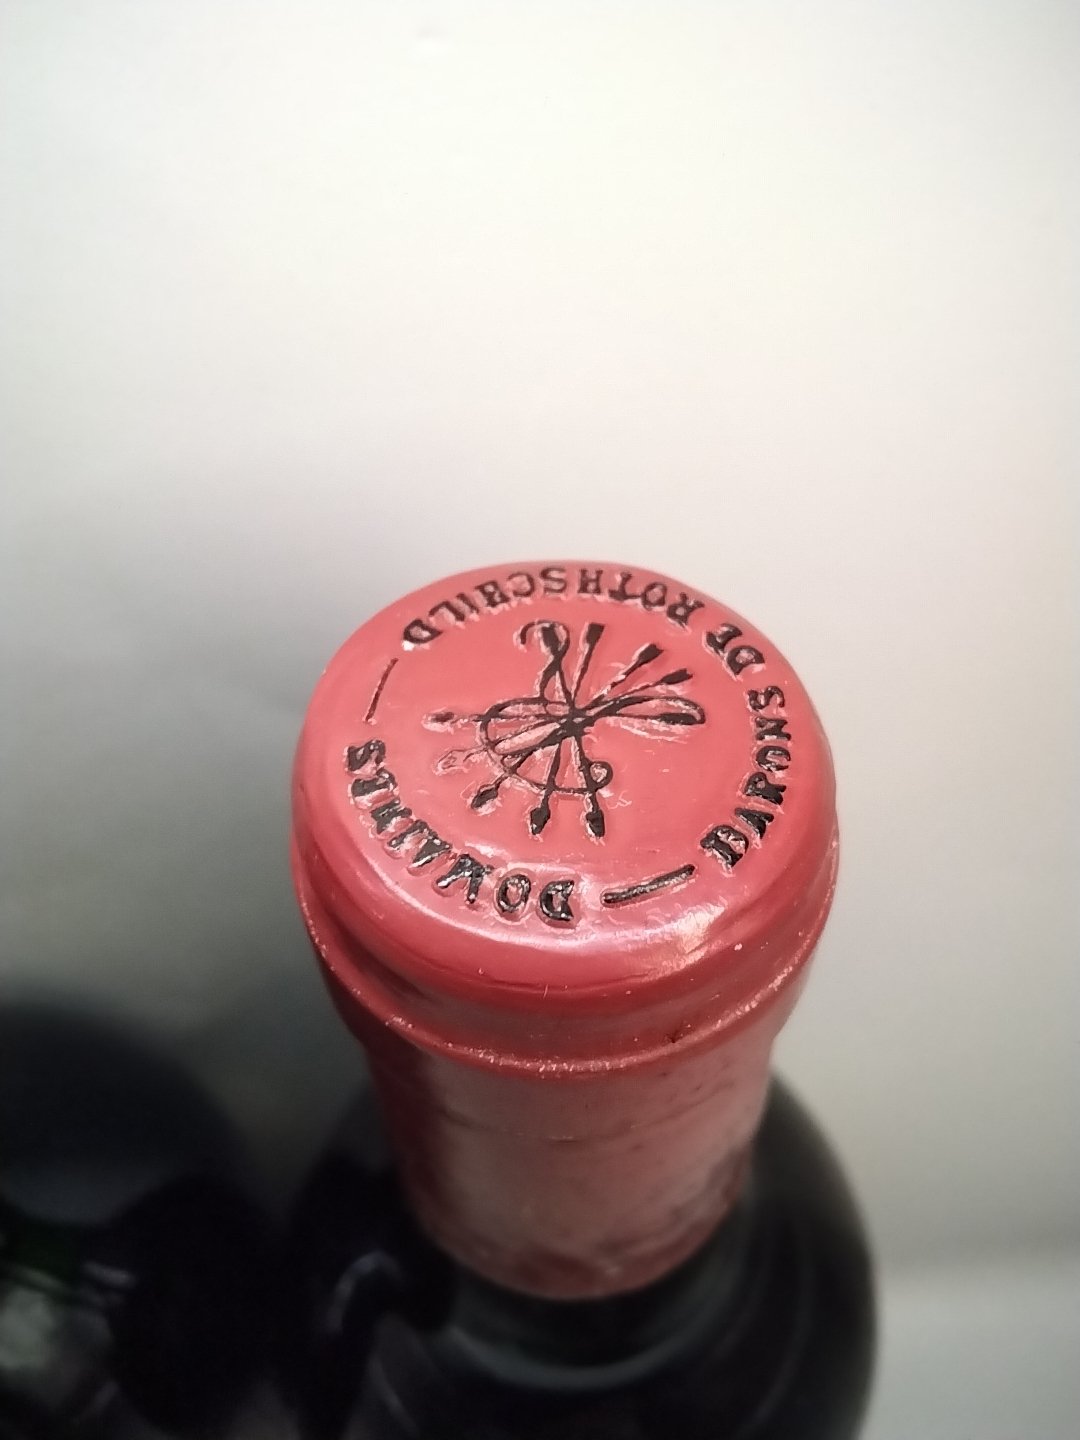 DOMAINES — BARONS DE ROTHSCHILD —